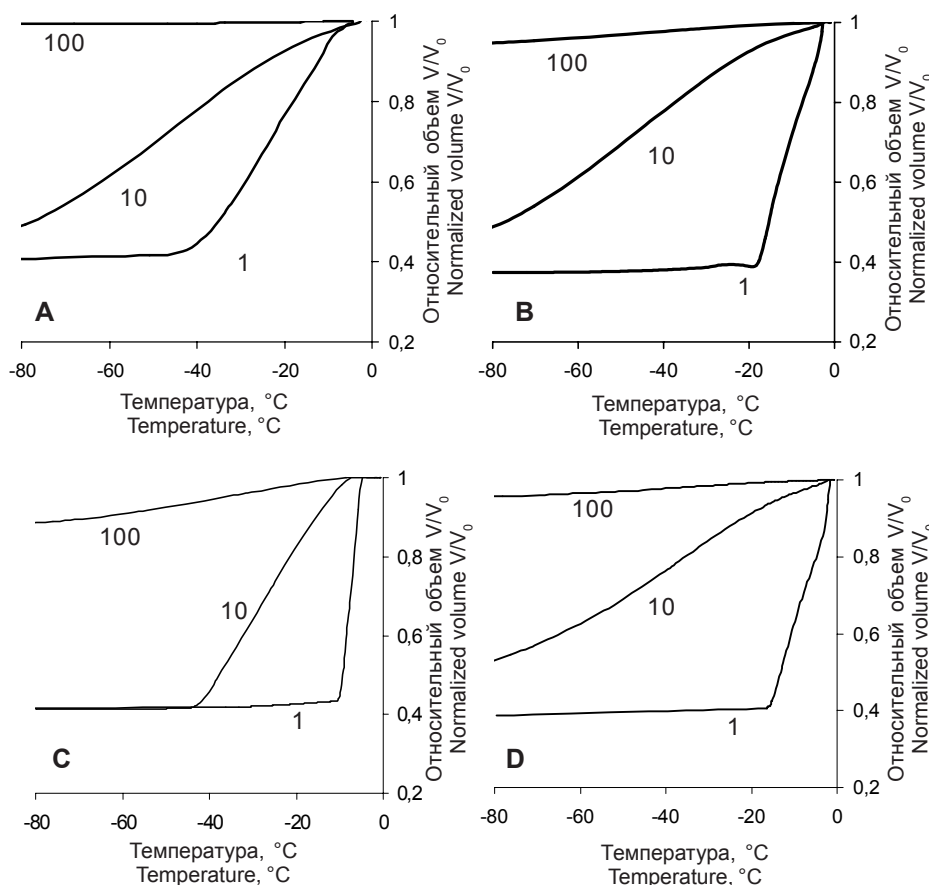 1
100
0,8
10
0,6
1
0,4
A
0,2
-80
-60
-40
-20
0
Температура, °C
Temperature, °C
Относительный объем V/V₀
Normalized volume V/V₀
1
100
0,8
10
0,6
0,4
1
B
0,2
-80
-60
-40
-20
0
Температура, °C
Temperature, °C
Относительный объем V/V₀
Normalized volume V/V₀
1
100
0,8
10
0,6
0,4
1
C
0,2
-80
-60
-40
-20
0
Температура, °C
Temperature, °C
Относительный объем V/V₀
Normalized volume V/V₀
1
100
0,8
10
0,6
0,4
1
D
0,2
-80
-60
-40
-20
0
Температура, °C
Temperature, °C
Относительный объем V/V₀
Normalized volume V/V₀